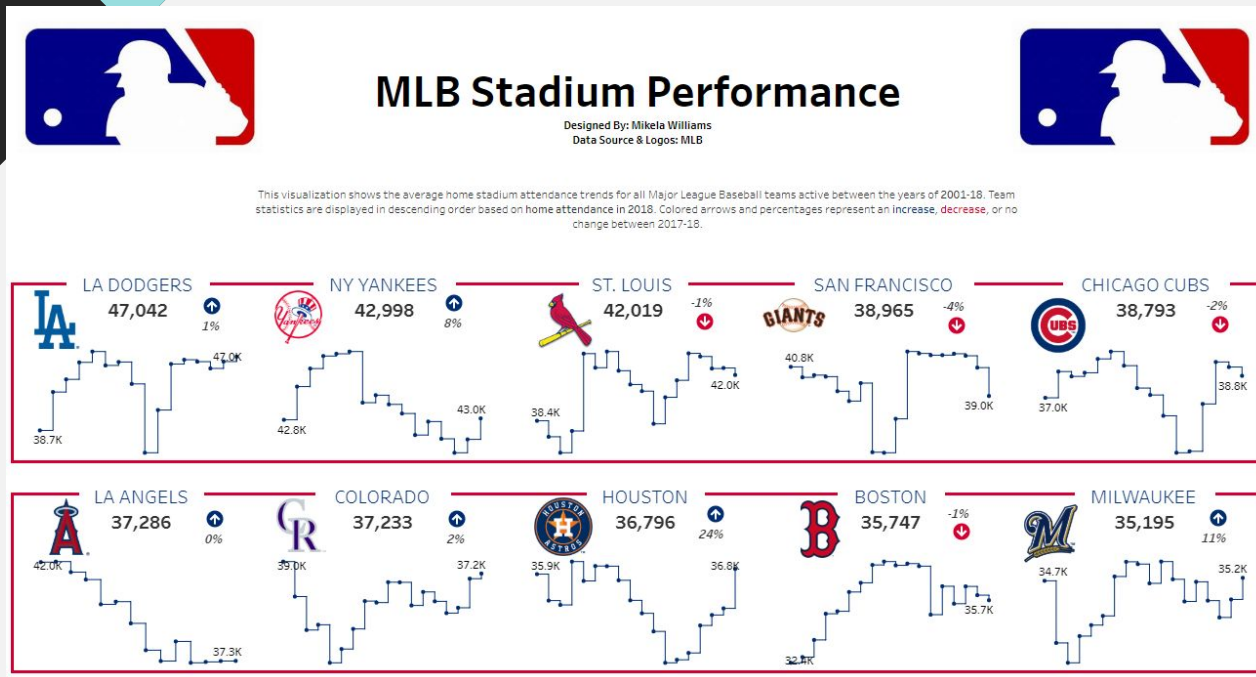 MLB Stadium Performance
Designed By: Mikela Williams
Data Source & Logos: MLB
This visualization shows the average home stadium attendance trends for all Major League Baseball teams active between the years of 2001-18. Team
statistics are displayed in descending order based on home attendance in 2018. Colored arrows and percentages represent an increase, decrease, or no
change between 2017-18.
LA DODGERS
47,042
1%
LA
47.0K
38.7K
NY YANKEES
42,998
8%
Yankees
42.8K
43.0K
ST. LOUIS
42,019
-1%
38.4K
42.0K
SAN FRANCISCO
38,965
-4%
GIANTS
40.8K
39.0K
CHICAGO CUBS
38,793
-2%
CUBS
37.0K
38.8K
LA ANGELS
37,286
0%
A
42.0K
37.3K
COLORADO
37,233
2%
CR
39.0K
37.2K
HOUSTON
36,796
24%
HOUSTON
H
ASTROS
35.9K
36.8K
BOSTON
35,747
-1%
B
32.4K
35.7K
MILWAUKEE
35,195
11%
M
34.7K
35.2K